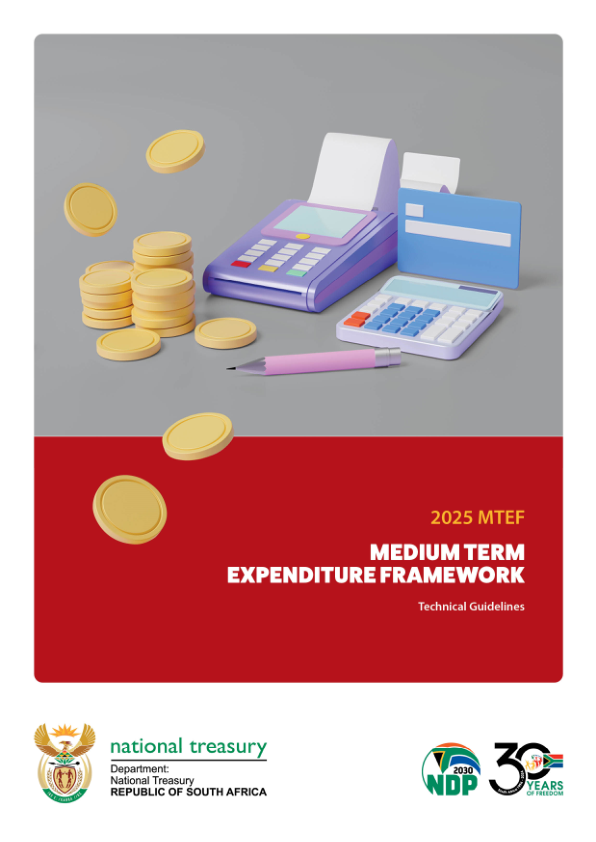 2025 MTEF
MEDIUM TERM
EXPENDITURE FRAMEWORK
Technical Guidelines
national treasury
Department:
National Treasury
REPUBLIC OF SOUTH AFRICA
2030
NDP
30
YEARS
OF FREEDOM